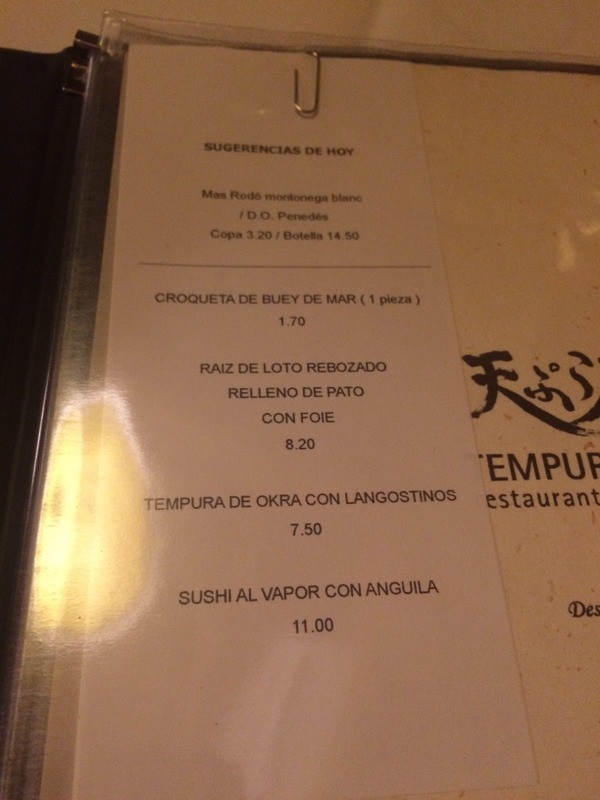 SUGERENCIAS DE HOY
Mas Rodó montonega blanc
/ D.O. Penedès
Copa 3.20 / Botella 14.50
CROQUETA DE BUEY DE MAR ( 1 pieza )
1.70
RAIZ DE LOTO REBOZADO
RELLENO DE PATO
CON FOIE
8.20
TEMPURA DE OKRA CON LANGOSTINOS
7.50
SUSHI AL VAPOR CON ANGUILA
11.00
天ぷら
TEMPUR
estaurant
Des